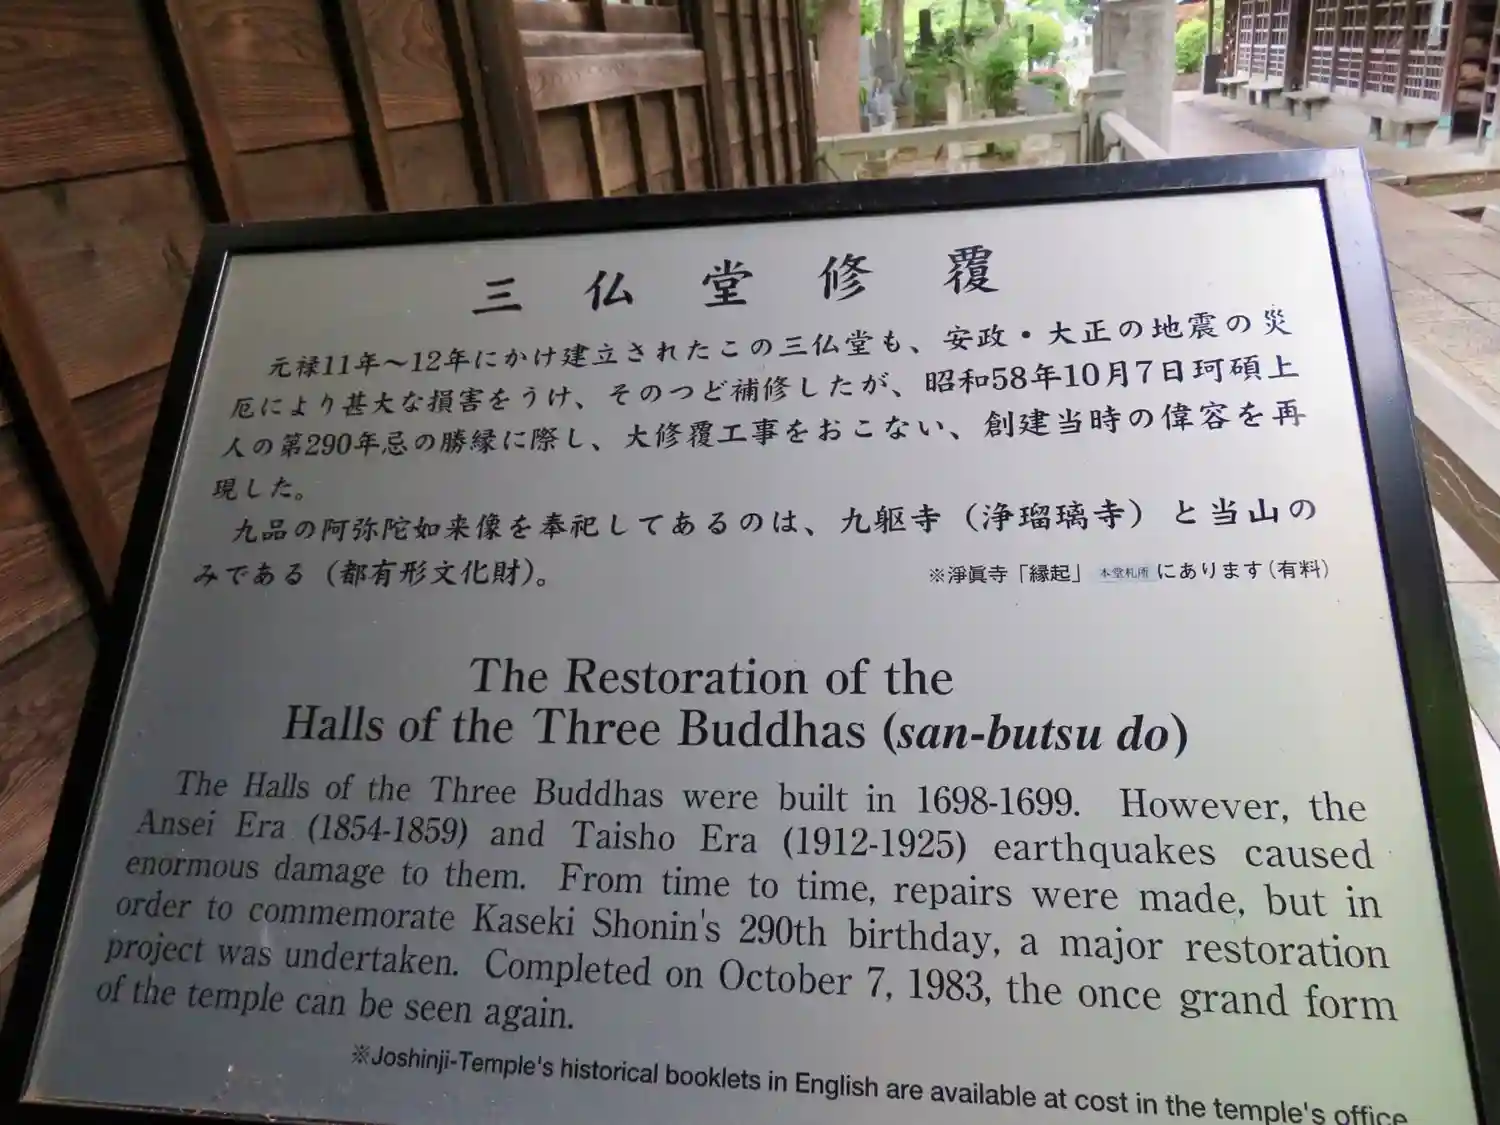 三仏堂修覆
元禄11年～12年にかけ建立されたこの三仏堂も、安政・大正の地震の災
厄により甚大な損害をうけ、そのつど補修したが、昭和58年10月7日珂碩上
人の第290年忌の勝縁に際し、大修覆工事をおこない、創建当時の偉容を再
現した。
九品の阿弥陀如来像を奉祀してあるのは、九躯寺（浄瑠璃寺）と当山の
みである（都有形文化財）。
※淨眞寺「縁起」 本堂札所 にあります（有料）
The Restoration of the
Halls of the Three Buddhas (san-butsu do)
The Halls of the Three Buddhas were built in 1698-1699. However, the
Ansei Era (1854-1859) and Taisho Era (1912-1925) earthquakes caused
enormous damage to them. From time to time, repairs were made, but in
order to commemorate Kaseki Shonin's 290th birthday, a major restoration
project was undertaken. Completed on October 7, 1983, the once grand form
of the temple can be seen again.
※Joshinji-Temple's historical booklets in English are available at cost in the temple's office